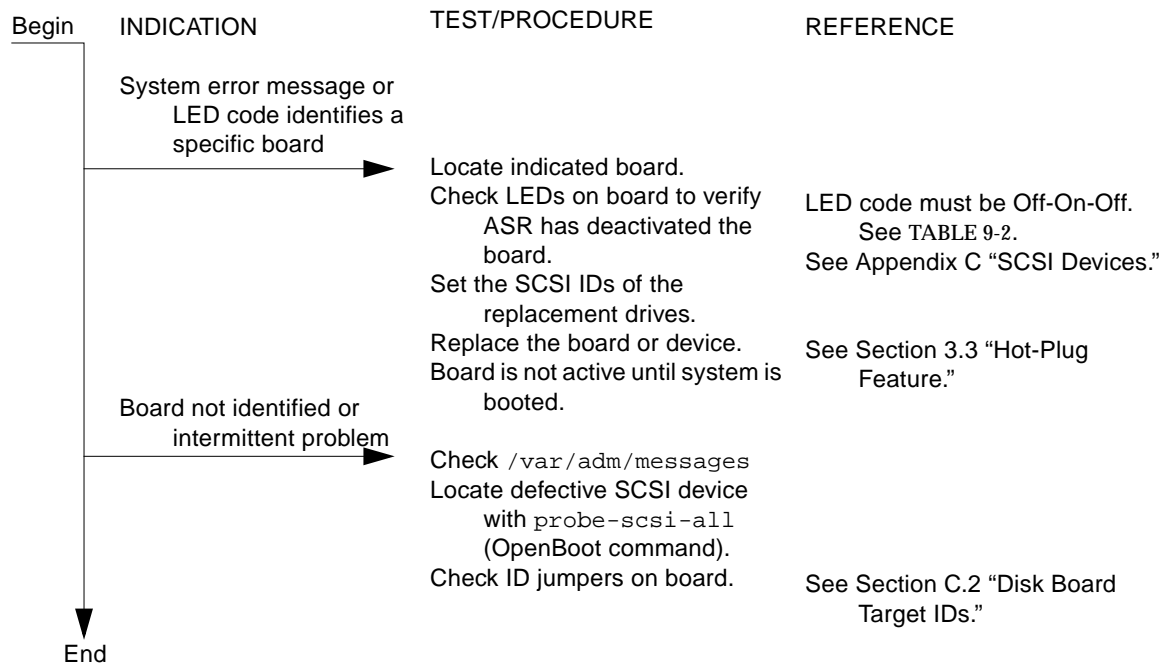 Begin
INDICATION
TEST/PROCEDURE
REFERENCE
System error message or
LED code identifies a
specific board
Locate indicated board.
Check LEDs on board to verify
ASR has deactivated the
board.
Set the SCSI IDs of the
replacement drives.
Replace the board or device.
Board is not active until system is
booted.
LED code must be Off-On-Off.
See TABLE 9-2.
See Appendix C “SCSI Devices.”
See Section 3.3 “Hot-Plug
Feature.”
Board not identified or
intermittent problem
Check /var/adm/messages
Locate defective SCSI device
with probe-scsi-all
(OpenBoot command).
Check ID jumpers on board.
See Section C.2 “Disk Board
Target IDs.”
End